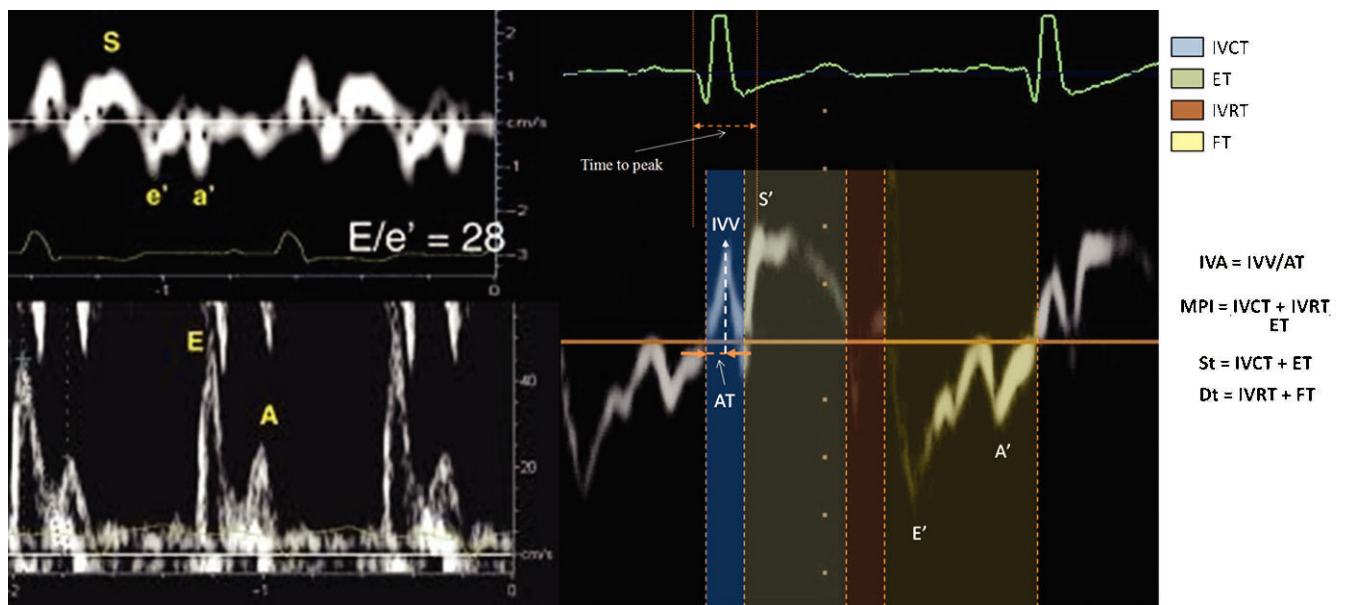 S
2
1
cm/s
-1
-2
-3
e'
a'
E/e' = 28
-1
0
E
A
40
20
cm/s
2
-1
0
Time to peak
IVV
S'
AT
E'
A'
IVCT
ET
IVRT
FT
IVA = IVV/AT
MPI = IVCT + IVRT
ET
St = IVCT + ET
Dt = IVRT + FT